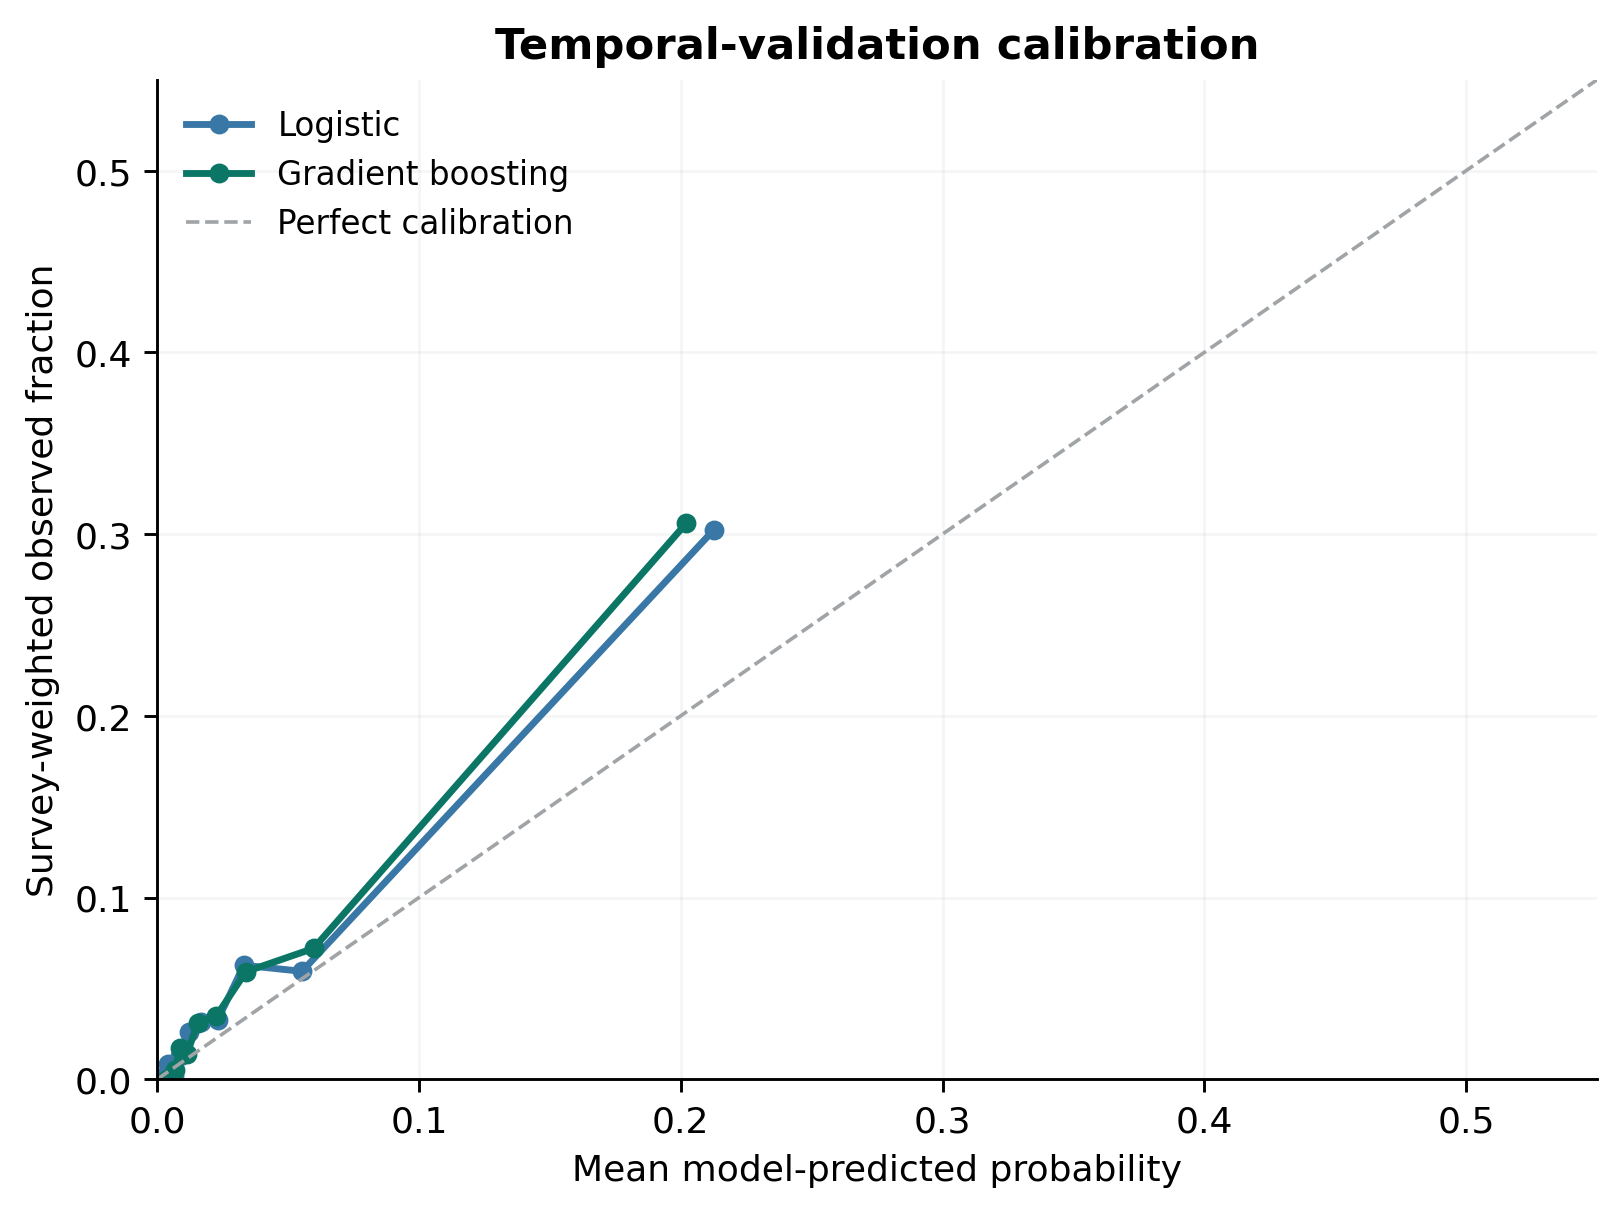 Temporal-validation calibration
Logistic
Gradient boosting
Perfect calibration
Survey-weighted observed fraction
0.5
0.4
0.3
0.2
0.1
0.0
0.0 0.1 0.2 0.3 0.4 0.5
Mean model-predicted probability